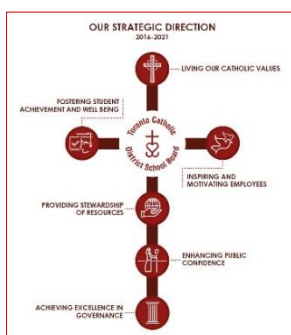 OUR STRATEGIC DIRECTION
2016-2021
LIVING OUR CATHOLIC VALUES
FOSTERING STUDENT
ACHIEVEMENT AND WELL BEING
Toronto Catholic
District School Board
INSPIRING AND
MOTIVATING EMPLOYEES
PROVIDING STEWARDSHIP
OF RESOURCES
ENHANCING PUBLIC
CONFIDENCE
ACHIEVING EXCELLENCE IN
GOVERNANCE